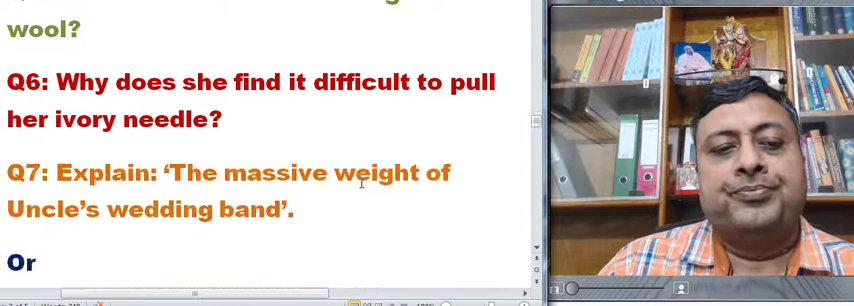 wool?
Q6: Why does she find it difficult to pull
her ivory needle?
Q7: Explain: ‘The massive weight of
Uncle’s wedding band’.
Or